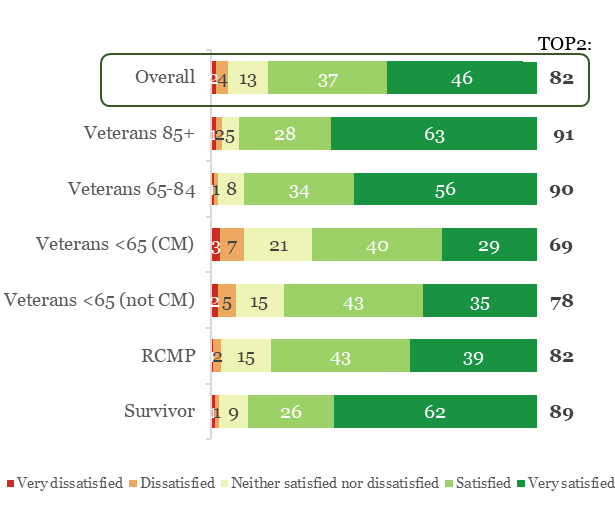 TOP2:
Overall 2 4 13 37 46 82
Veterans 85+ 1 2 5 28 63 91
Veterans 65-84 1 8 34 56 90
Veterans <65 (CM) 3 7 21 40 29 69
Veterans <65 (not CM) 2 5 15 43 35 78
RCMP 2 15 43 39 82
Survivor 1 1 9 26 62 89
Very dissatisfied Dissatisfied Neither satisfied nor dissatisfied Satisfied Very satisfied